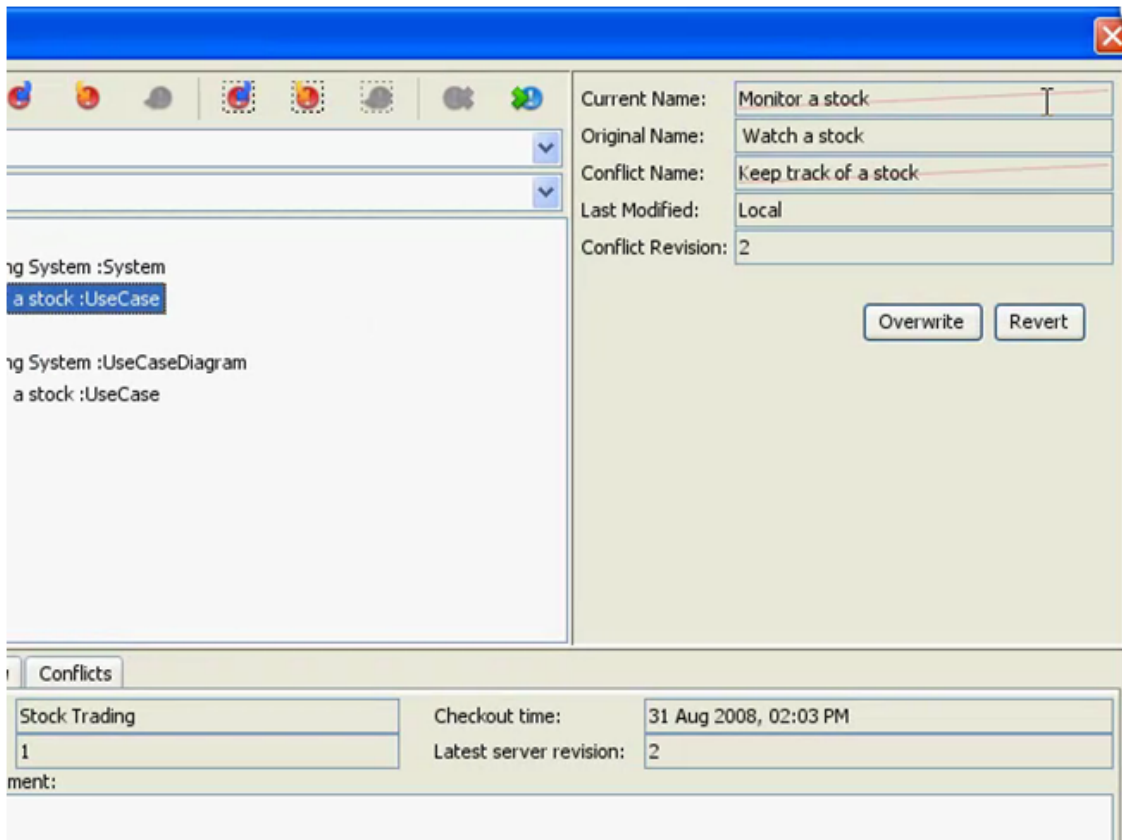 Current Name: Monitor a stock
Original Name: Watch a stock
Conflict Name: Keep track of a stock
Last Modified: Local
Conflict Revision: 2
Overwrite Revert
ng System :System
a stock :UseCase
ng System :UseCaseDiagram
a stock :UseCase
Conflicts
Stock Trading Checkout time: 31 Aug 2008, 02:03 PM
1 Latest server revision: 2
ment: